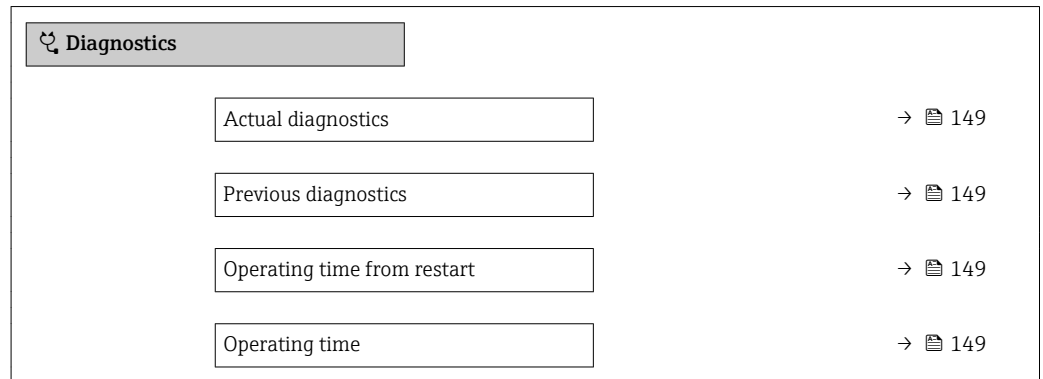 Diagnostics
Actual diagnostics → 149
Previous diagnostics → 149
Operating time from restart → 149
Operating time → 149